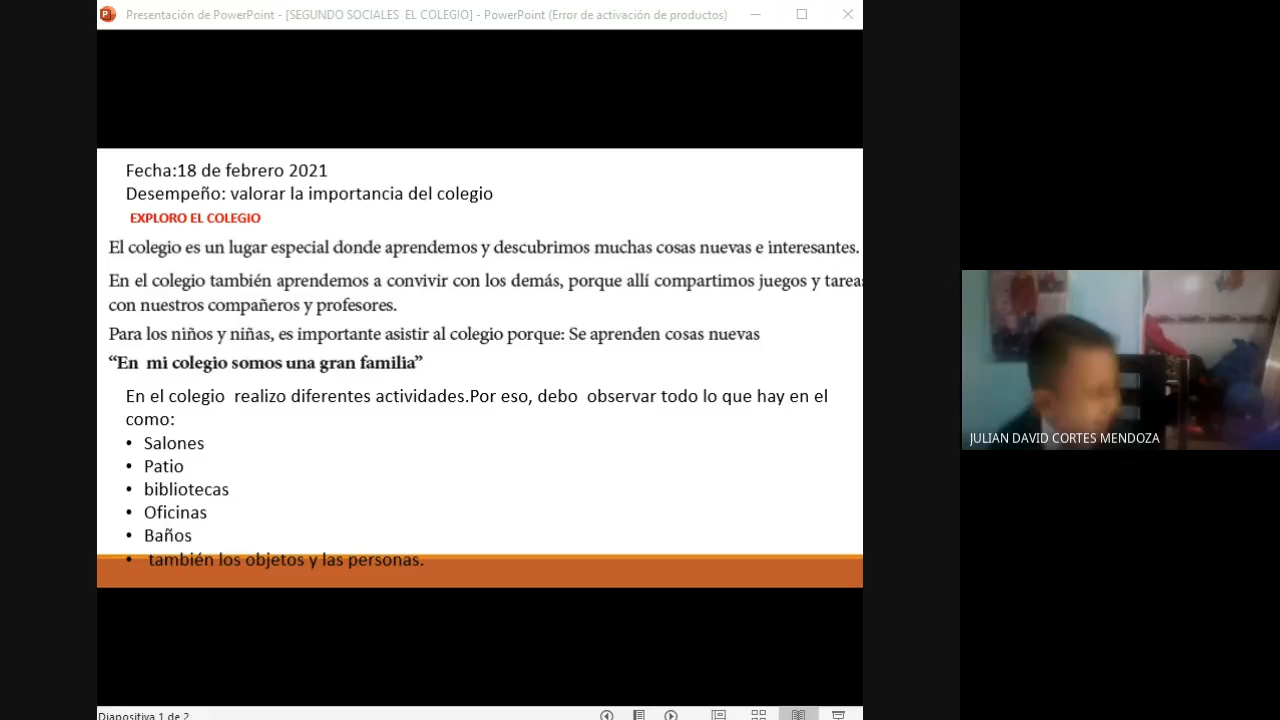 Presentación de PowerPoint - [SEGUNDO SOCIALES  EL COLEGIO] - PowerPoint (Error de activación de productos)
Fecha:18 de febrero 2021
Desempeño: valorar la importancia del colegio
EXPLORO EL COLEGIO
El colegio es un lugar especial donde aprendemos y descubrimos muchas cosas nuevas e interesantes.
En el colegio también aprendemos a convivir con los demás, porque allí compartimos juegos y tareas
con nuestros compañeros y profesores.
Para los niños y niñas, es importante asistir al colegio porque: Se aprenden cosas nuevas
“En  mi colegio somos una gran familia”
En el colegio  realizo diferentes actividades.Por eso, debo  observar todo lo que hay en el
como:
• Salones
• Patio
• bibliotecas
• Oficinas
• Baños
• también los objetos y las personas.
JULIAN DAVID CORTES MENDOZA
Diapositiva 1 de 2